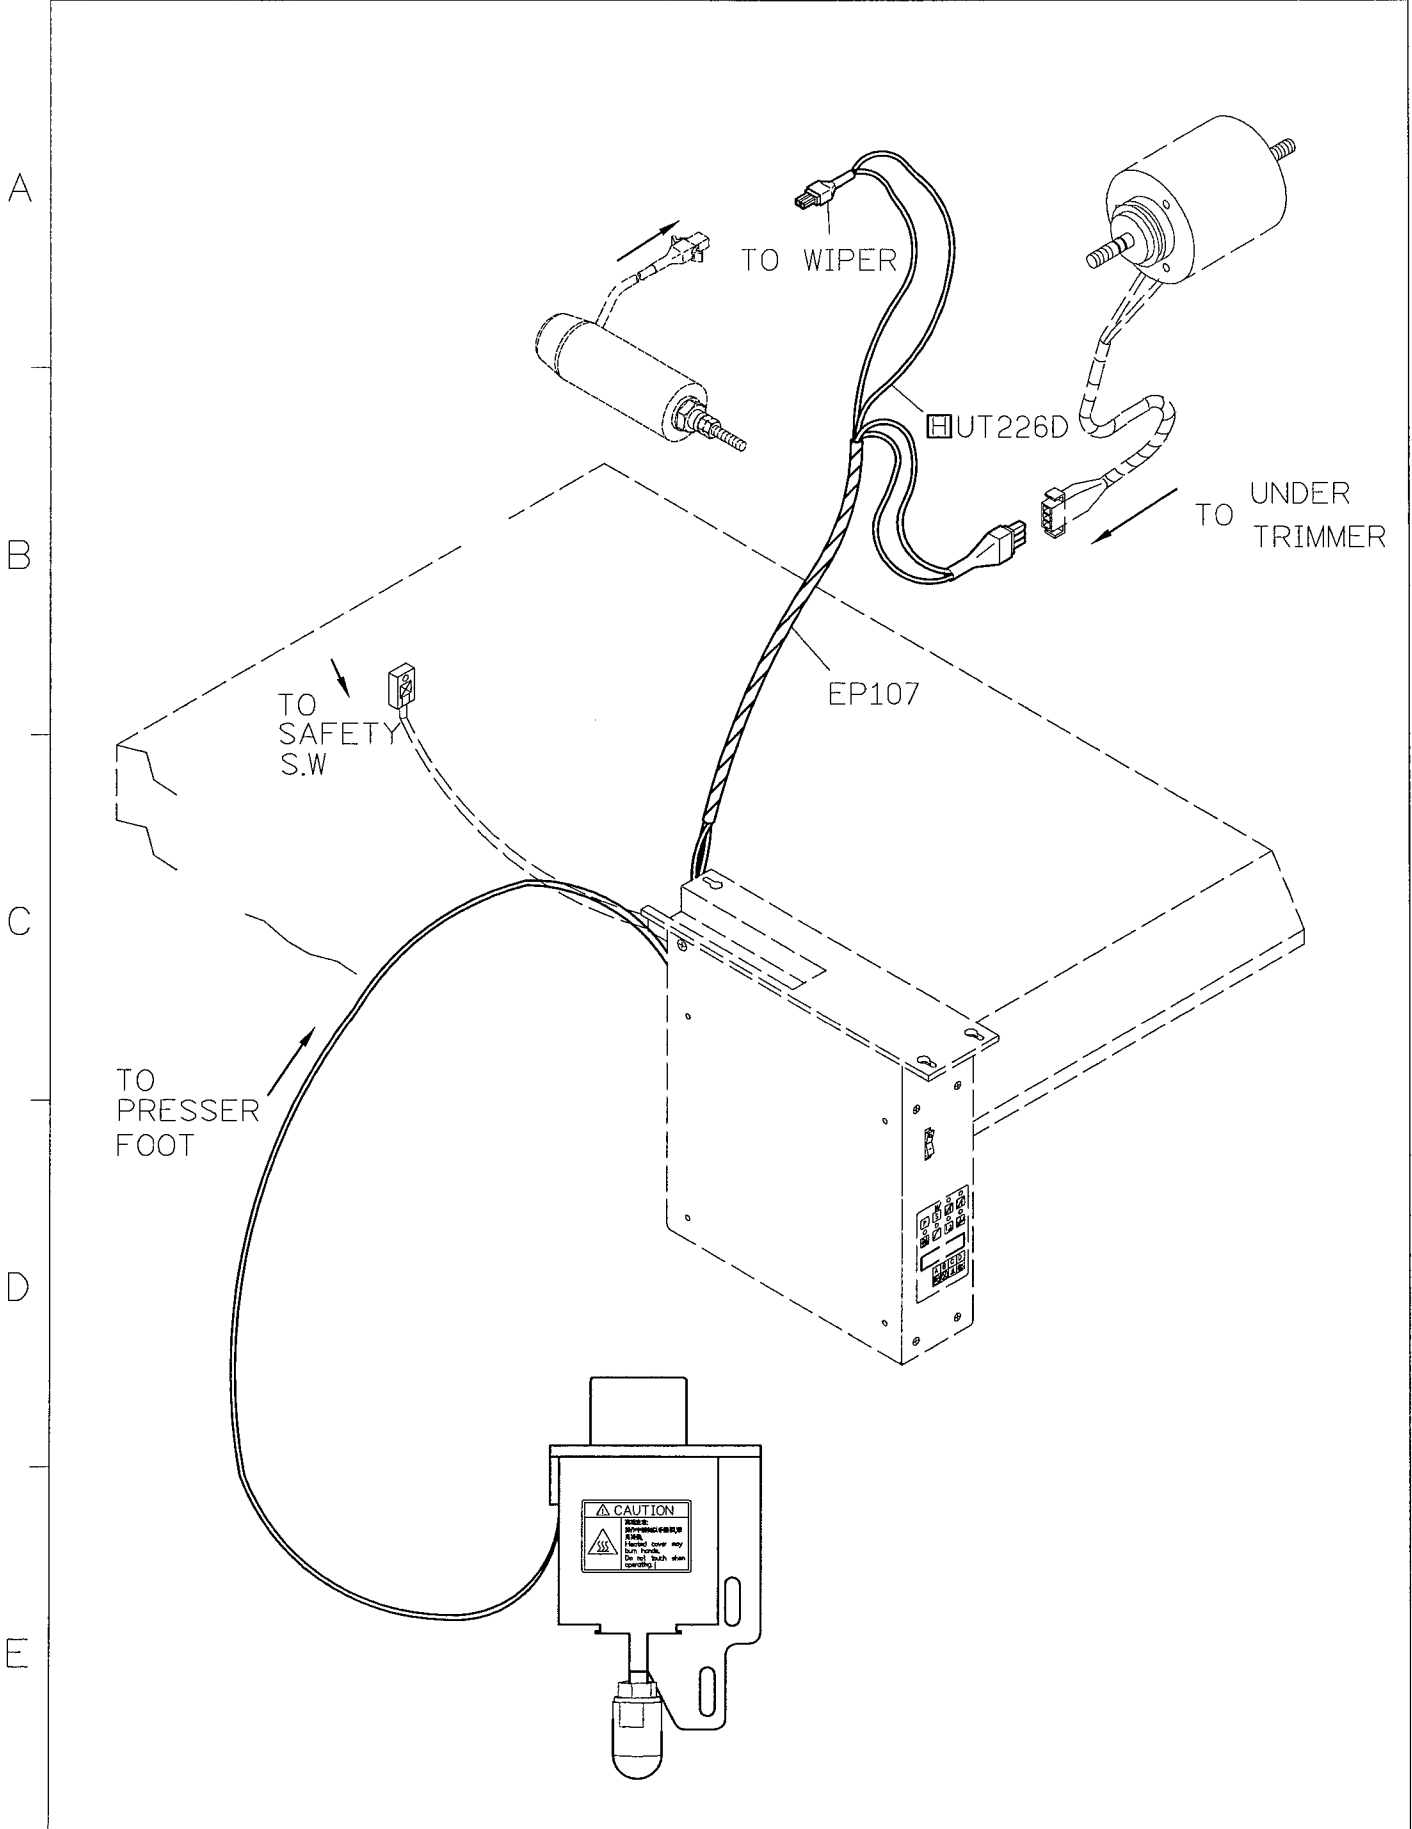 A
TO WIPER
HUT226D
UNDER
TO
TRIMMER
B
EP107
TO
SAFETY
S.W
C
TO
PRESSER
FOOT
P
S
A B C D
D
CAUTION
Heated cover may
burn hands.
Do not touch when
operating.
E